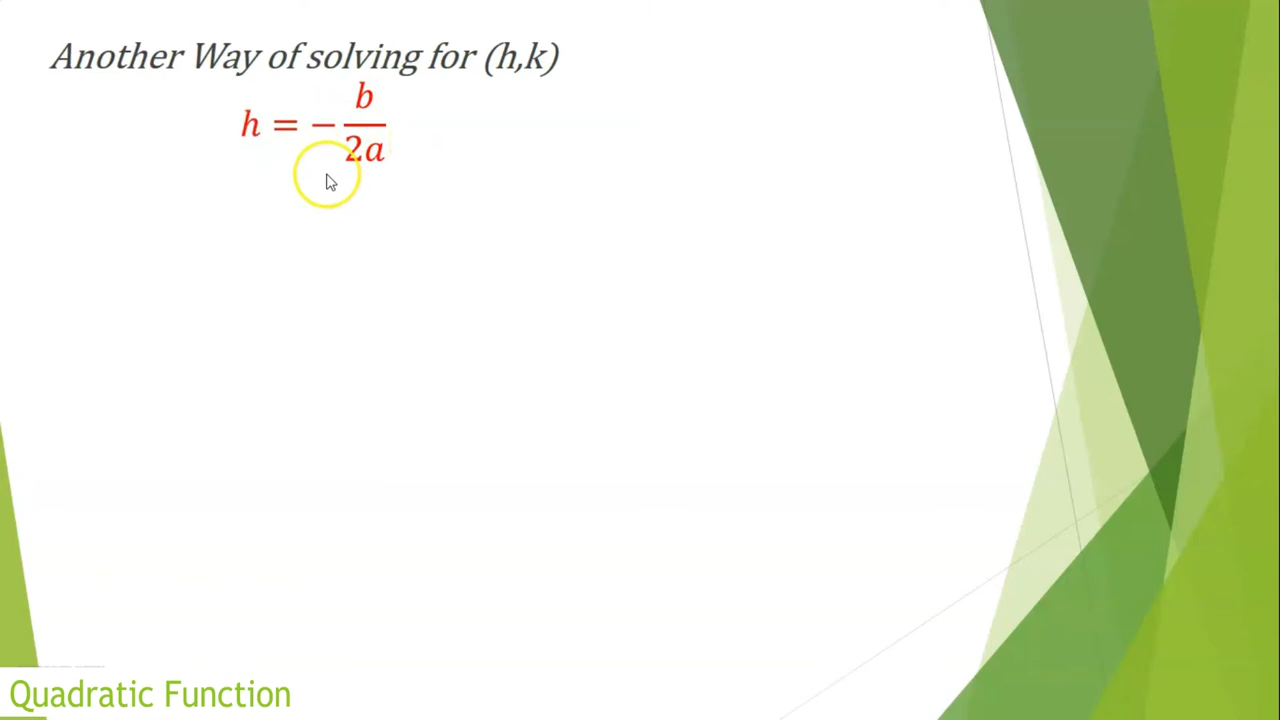 Another Way of solving for (h,k)
h = - b/2a
Quadratic Function